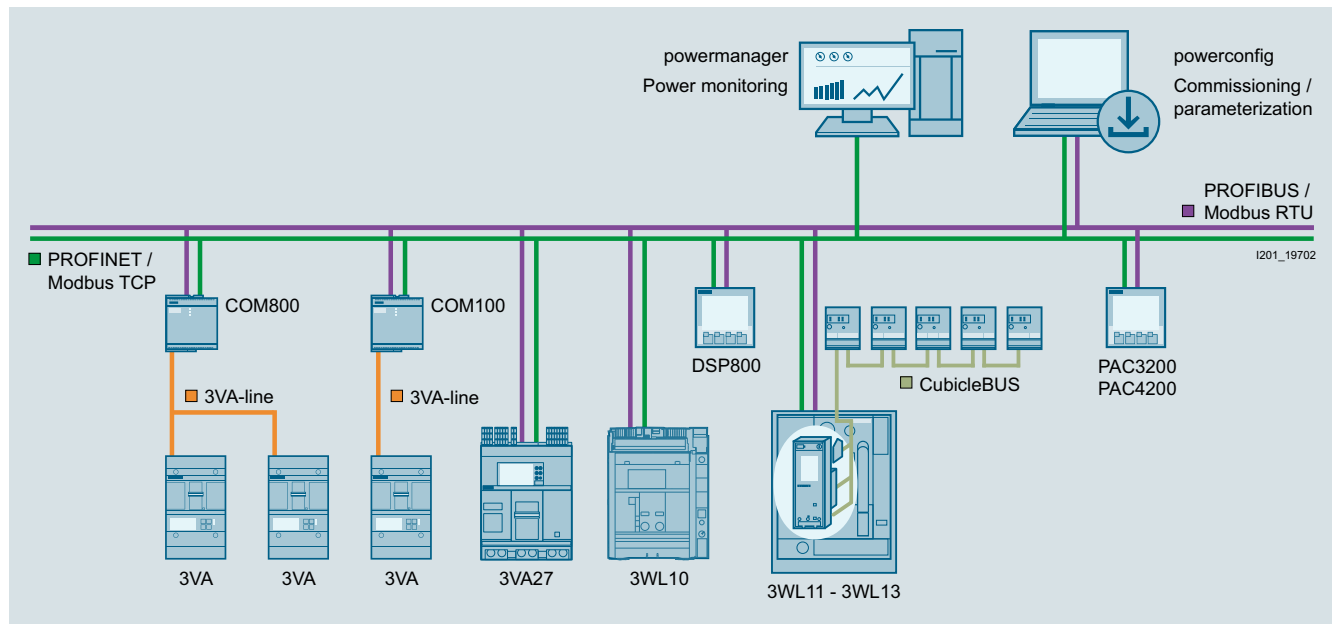 powermanager
Power monitoring
powerconfig
Commissioning /
parameterization
PROFIBUS /
Modbus RTU
I201_19702
PROFINET /
Modbus TCP
COM800
COM100
DSP800
PAC3200
PAC4200
CubicleBUS
3VA-line
3VA-line
3VA
3VA
3VA
3VA27
3WL10
3WL11 - 3WL13